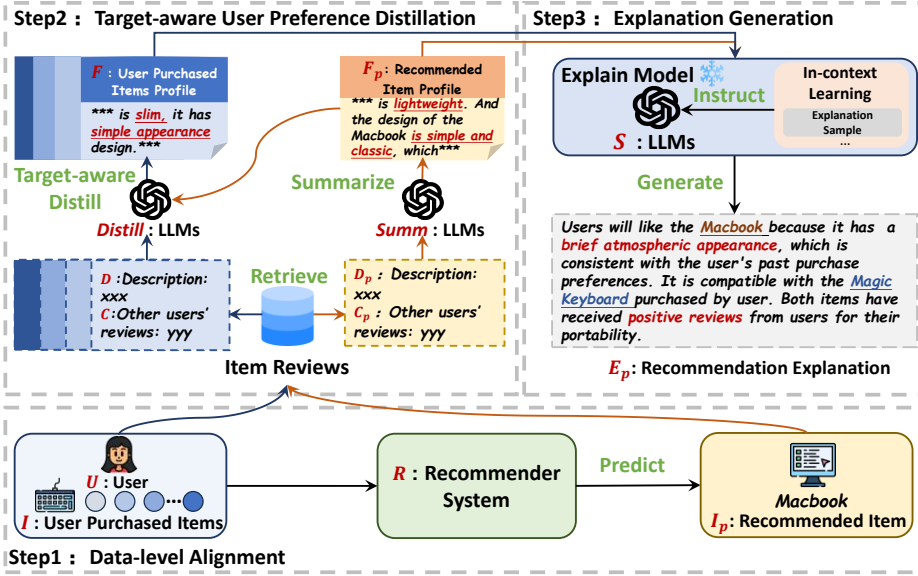 Step2： Target-aware User Preference Distillation
F : User Purchased
Items Profile
*** is slim, it has
simple appearance
design.***
F_p : Recommended
Item Profile
*** is lightweight. And
the design of the
Macbook is simple and
classic, which***
Target-aware
Distill
Distill : LLMs
Summarize
Summ : LLMs
D :Description:
xxx
C :Other users'
reviews: yyy
Retrieve
D_p : Description:
xxx
C_p : Other users'
reviews: yyy
Item Reviews
Step3： Explanation Generation
Explain Model
Instruct
S : LLMs
In-context
Learning
Explanation
Sample
...
Generate
Users will like the Macbook because it has a
brief atmospheric appearance, which is
consistent with the user's past purchase
preferences. It is compatible with the Magic
Keyboard purchased by user. Both items have
received positive reviews from users for their
portability.
E_p: Recommendation Explanation
U : User
I : User Purchased Items
R : Recommender
System
Predict
Macbook
I_p: Recommended Item
Step1： Data-level Alignment